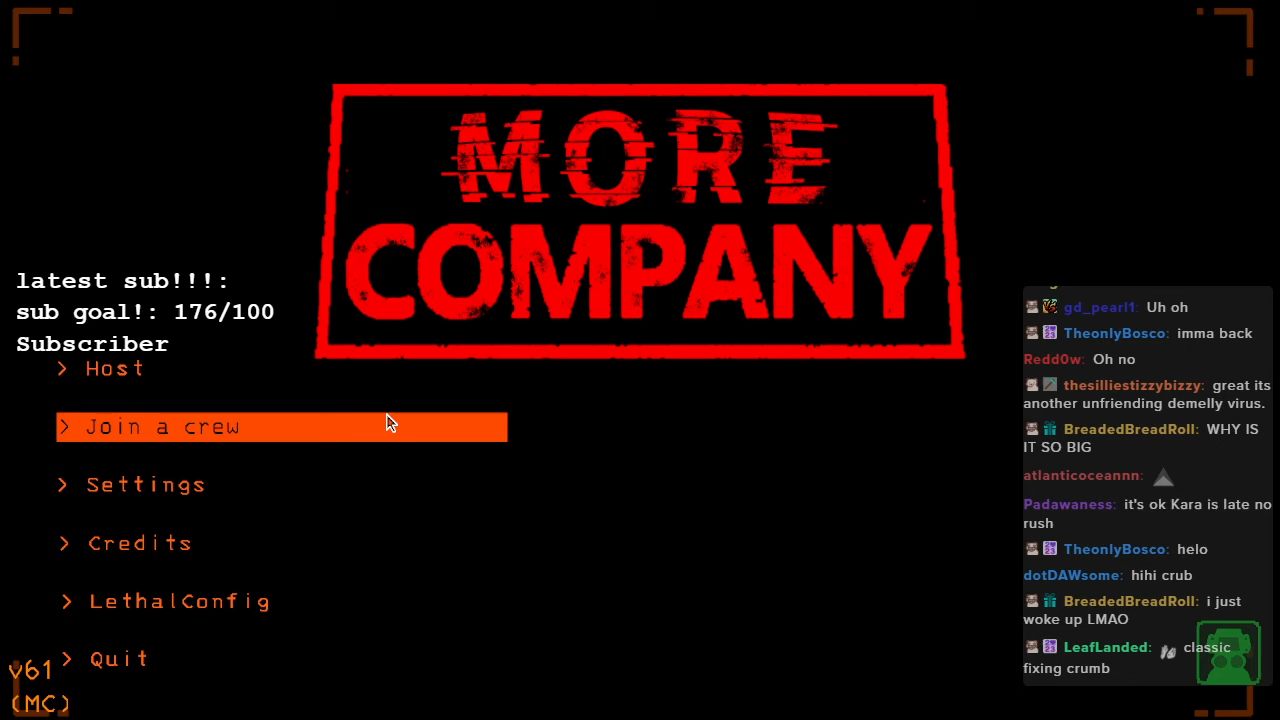 MORE
COMPANY
latest sub!!!:
sub goal!: 176/100
Subscriber
> Host
> Join a crew
> Settings
> Credits
> LethalConfig
> Quit
v61
(MC)
gd_pearl1: Uh oh
TheonlyBosco: imma back
Redd0w: Oh no
thesilliestizzybizzy: great its
another unfriending demelly virus.
BreadedBreadRoll: WHY IS
IT SO BIG
atlanticoceannn:
Padawaness: it's ok Kara is late no
rush
TheonlyBosco: helo
dotDAWsome: hihi crub
BreadedBreadRoll: i just
woke up LMAO
LeafLanded: classic
fixing crumb